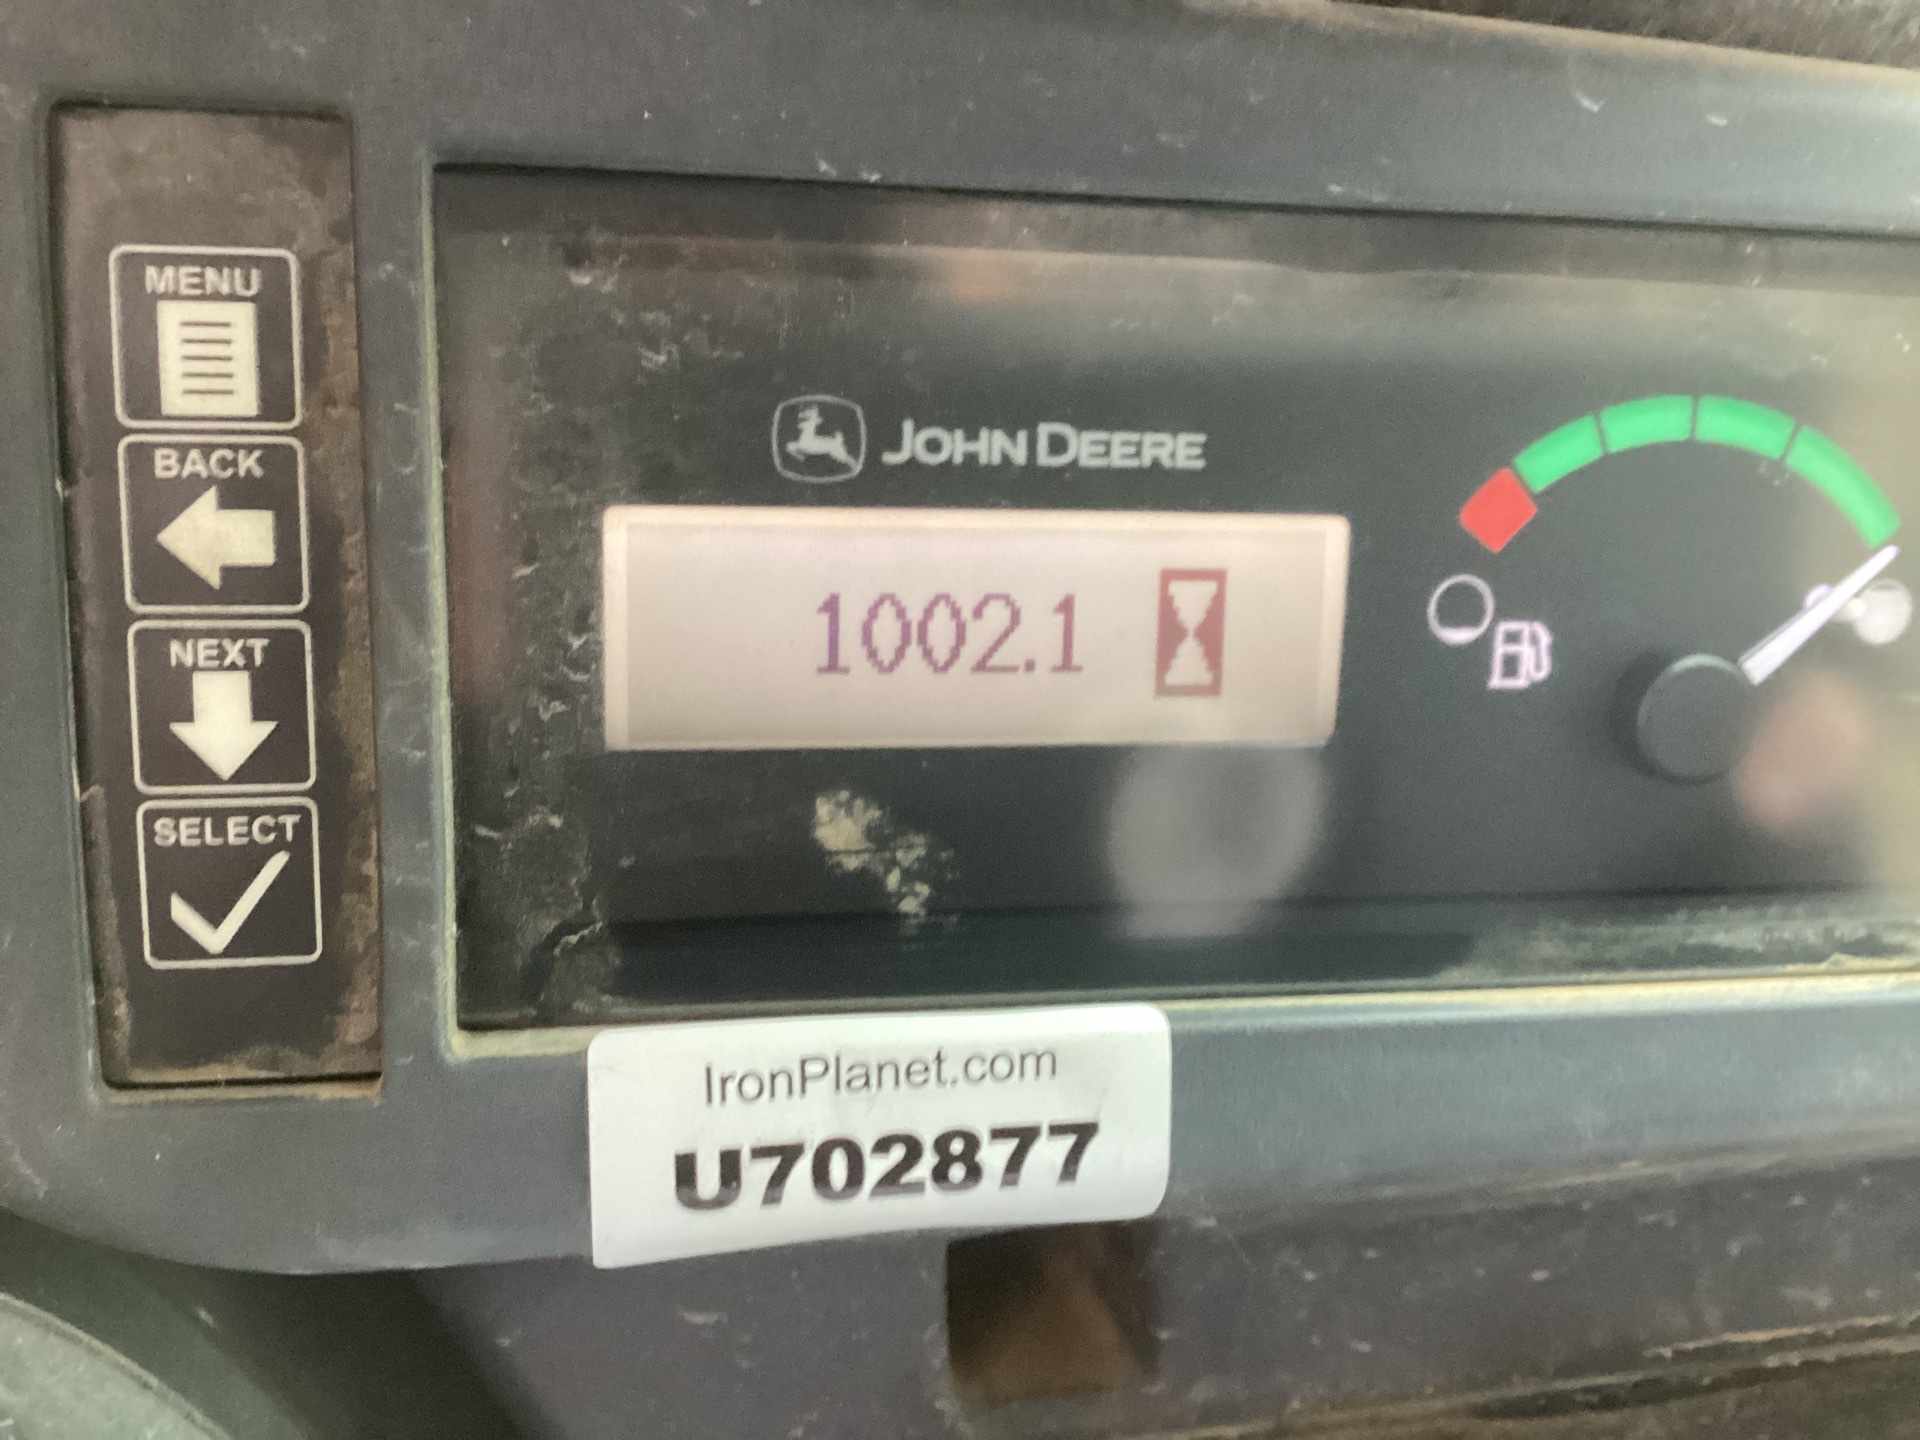 MENU
BACK
NEXT
SELECT
JOHN DEERE
1002.1
IronPlanet.com
U702877